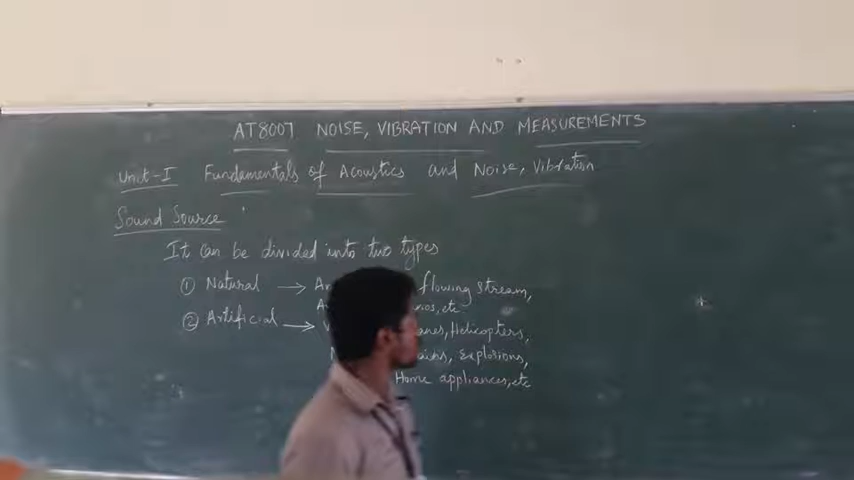 AT8007 NOISE, VIBRATION AND MEASUREMENTS
Unit-I Fundamentals of Acoustics and Noise, Vibration
Sound Source
It can be divided into two types
① Natural → flowing stream,
etc
② Artificial → Helicopters,
Explosions,
Home appliances, etc